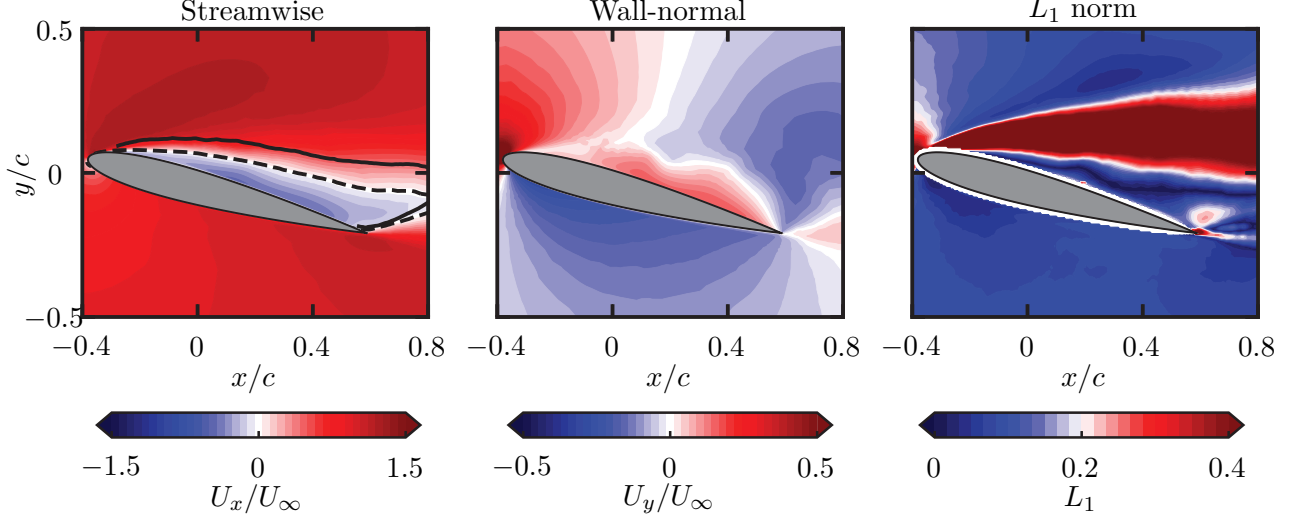 Streamwise Wall-normal L₁ norm
0.5
y/c
0
−0.5
−0.4 0 0.4 0.8 −0.4 0 0.4 0.8 −0.4 0 0.4 0.8
x/c x/c x/c
−1.5 0 1.5 −0.5 0 0.5 0 0.2 0.4
Uₓ/U∞ U_y/U∞ L₁